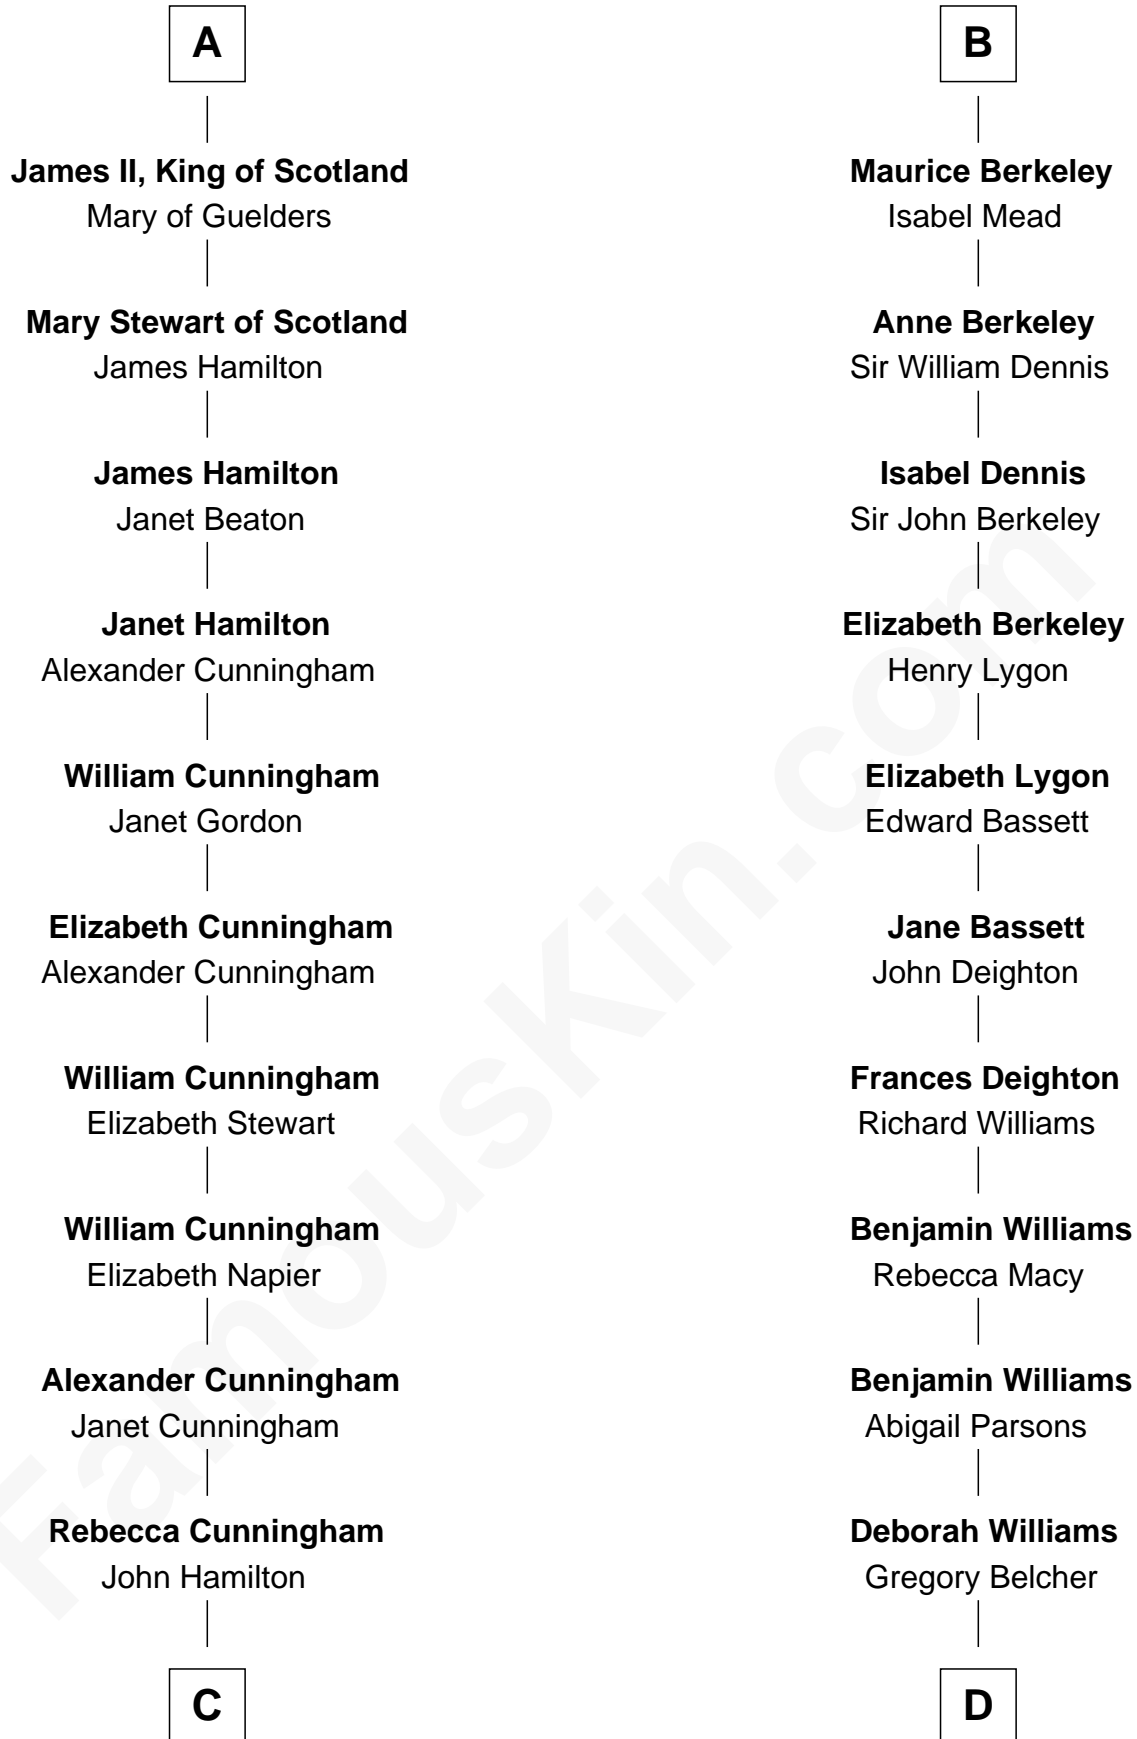 A
James II, King of Scotland
Mary of Guelders
Mary Stewart of Scotland
James Hamilton
James Hamilton
Janet Beaton
Janet Hamilton
Alexander Cunningham
William Cunningham
Janet Gordon
Elizabeth Cunningham
Alexander Cunningham
William Cunningham
Elizabeth Stewart
William Cunningham
Elizabeth Napier
Alexander Cunningham
Janet Cunningham
Rebecca Cunningham
John Hamilton
C
B
Maurice Berkeley
Isabel Mead
Anne Berkeley
Sir William Dennis
Isabel Dennis
Sir John Berkeley
Elizabeth Berkeley
Henry Lygon
Elizabeth Lygon
Edward Bassett
Jane Bassett
John Deighton
Frances Deighton
Richard Williams
Benjamin Williams
Rebecca Macy
Benjamin Williams
Abigail Parsons
Deborah Williams
Gregory Belcher
D
FamousKin.com